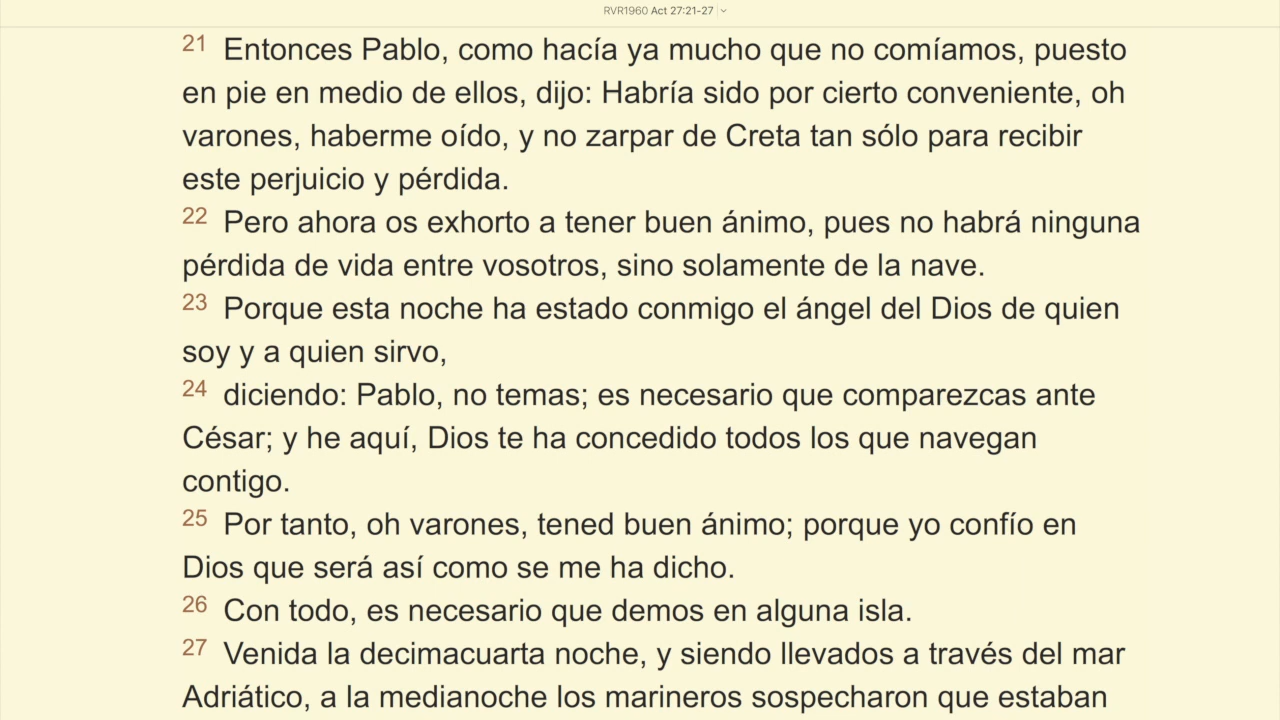 RVR1960 Act 27:21-27
21 Entonces Pablo, como hacía ya mucho que no comíamos, puesto
en pie en medio de ellos, dijo: Habría sido por cierto conveniente, oh
varones, haberme oído, y no zarpar de Creta tan sólo para recibir
este perjuicio y pérdida.
22 Pero ahora os exhorto a tener buen ánimo, pues no habrá ninguna
pérdida de vida entre vosotros, sino solamente de la nave.
23 Porque esta noche ha estado conmigo el ángel del Dios de quien
soy y a quien sirvo,
24 diciendo: Pablo, no temas; es necesario que comparezcas ante
César; y he aquí, Dios te ha concedido todos los que navegan
contigo.
25 Por tanto, oh varones, tened buen ánimo; porque yo confío en
Dios que será así como se me ha dicho.
26 Con todo, es necesario que demos en alguna isla.
27 Venida la decimacuarta noche, y siendo llevados a través del mar
Adriático, a la medianoche los marineros sospecharon que estaban